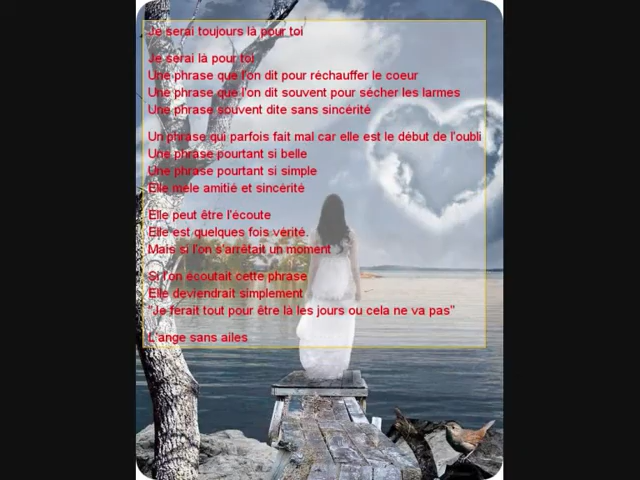 Je serai toujours là pour toi
Je serai là pour toi
Une phrase que l'on dit pour réchauffer le coeur
Une phrase que l'on dit souvent pour sécher les larmes
Une phrase souvent dite sans sincérité
Un phrase qui parfois fait mal car elle est le début de l'oubli
Une phrase pourtant si belle
Une phrase pourtant si simple
Elle mêle amitié et sincérité
Elle peut être l'écoute
Elle est quelques fois vérité.
Mais si l'on s'arrêtait un moment
Si l'on écoutait cette phrase
Elle deviendrait simplement
"Je ferait tout pour être là les jours ou cela ne va pas"
L'ange sans ailes